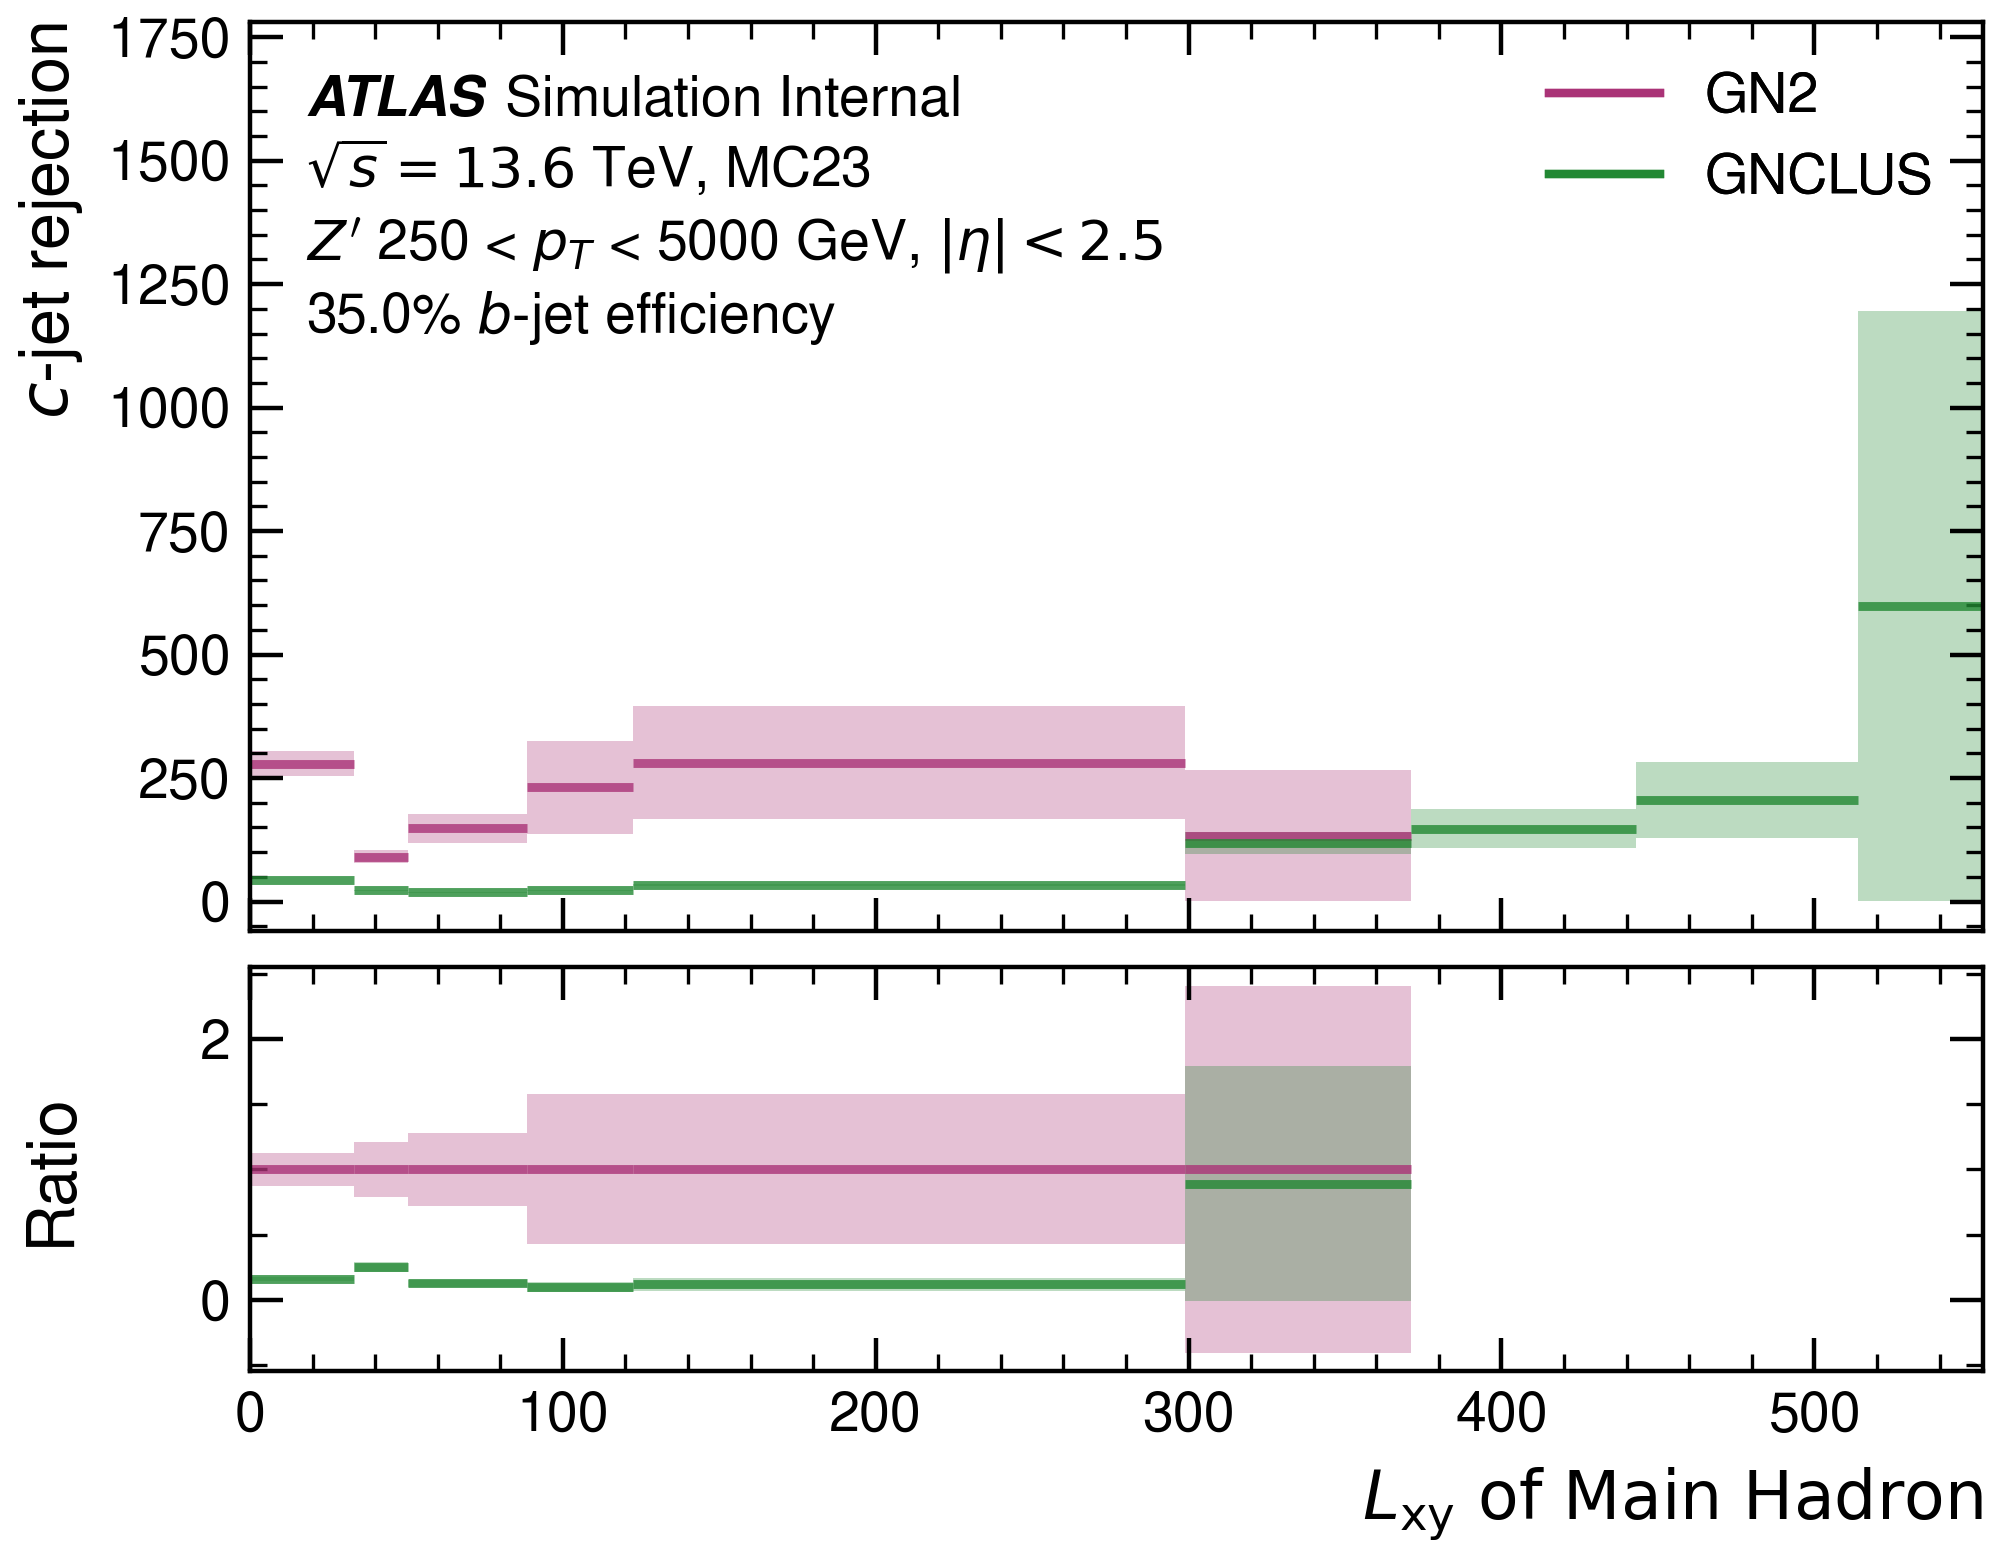 1750
1500
1250
1000
750
500
250
0
c-jet rejection
ATLAS Simulation Internal
√s = 13.6 TeV, MC23
Z′ 250 < p_T < 5000 GeV, |η| < 2.5
35.0% b-jet efficiency
GN2
GNCLUS
2
0
Ratio
0 100 200 300 400 500
L_xy of Main Hadron